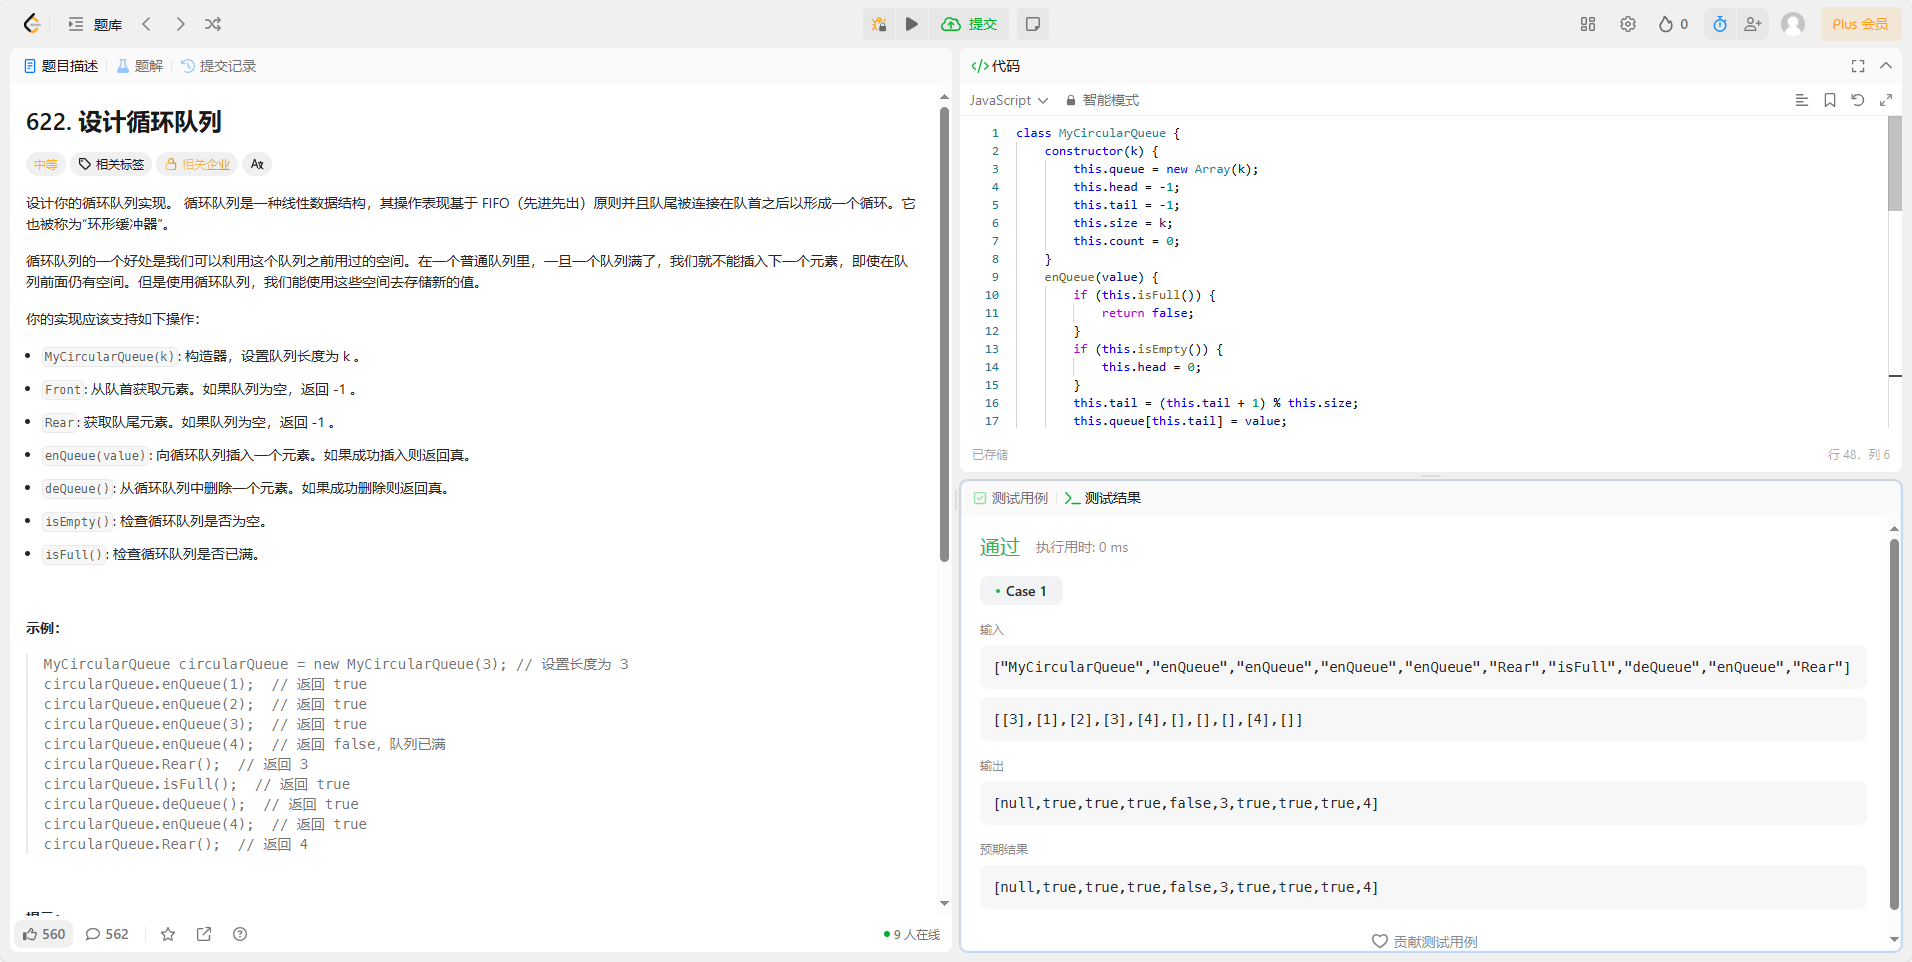 题库
提交
0
Plus 会员
题目描述
题解
提交记录
622. 设计循环队列
中等
相关标签
相关企业
设计你的循环队列实现。 循环队列是一种线性数据结构，其操作表现基于 FIFO（先进先出）原则并且队尾被连接在队首之后以形成一个循环。它
也被称为“环形缓冲器”。
循环队列的一个好处是我们可以利用这个队列之前用过的空间。在一个普通队列里，一旦一个队列满了，我们就不能插入下一个元素，即使在队
列前面仍有空间。但是使用循环队列，我们能使用这些空间去存储新的值。
你的实现应该支持如下操作：
MyCircularQueue(k): 构造器，设置队列长度为 k 。
Front: 从队首获取元素。如果队列为空，返回 -1 。
Rear: 获取队尾元素。如果队列为空，返回 -1 。
enQueue(value): 向循环队列插入一个元素。如果成功插入则返回真。
deQueue(): 从循环队列中删除一个元素。如果成功删除则返回真。
isEmpty(): 检查循环队列是否为空。
isFull(): 检查循环队列是否已满。
示例：
MyCircularQueue circularQueue = new MyCircularQueue(3); // 设置长度为 3
circularQueue.enQueue(1);  // 返回 true
circularQueue.enQueue(2);  // 返回 true
circularQueue.enQueue(3);  // 返回 true
circularQueue.enQueue(4);  // 返回 false，队列已满
circularQueue.Rear();  // 返回 3
circularQueue.isFull();  // 返回 true
circularQueue.deQueue();  // 返回 true
circularQueue.enQueue(4);  // 返回 true
circularQueue.Rear();  // 返回 4
560
562
9 人在线
</>代码
JavaScript
智能模式
1 class MyCircularQueue {
2 constructor(k) {
3 this.queue = new Array(k);
4 this.head = -1;
5 this.tail = -1;
6 this.size = k;
7 this.count = 0;
8 }
9 enQueue(value) {
10 if (this.isFull()) {
11 return false;
12 }
13 if (this.isEmpty()) {
14 this.head = 0;
15 }
16 this.tail = (this.tail + 1) % this.size;
17 this.queue[this.tail] = value;
已存储
行 48，列 6
测试用例
测试结果
通过
执行用时: 0 ms
Case 1
输入
["MyCircularQueue","enQueue","enQueue","enQueue","enQueue","Rear","isFull","deQueue","enQueue","Rear"]
[[3],[1],[2],[3],[4],[],[],[],[4],[]]
输出
[null,true,true,true,false,3,true,true,true,4]
预期结果
[null,true,true,true,false,3,true,true,true,4]
贡献测试用例